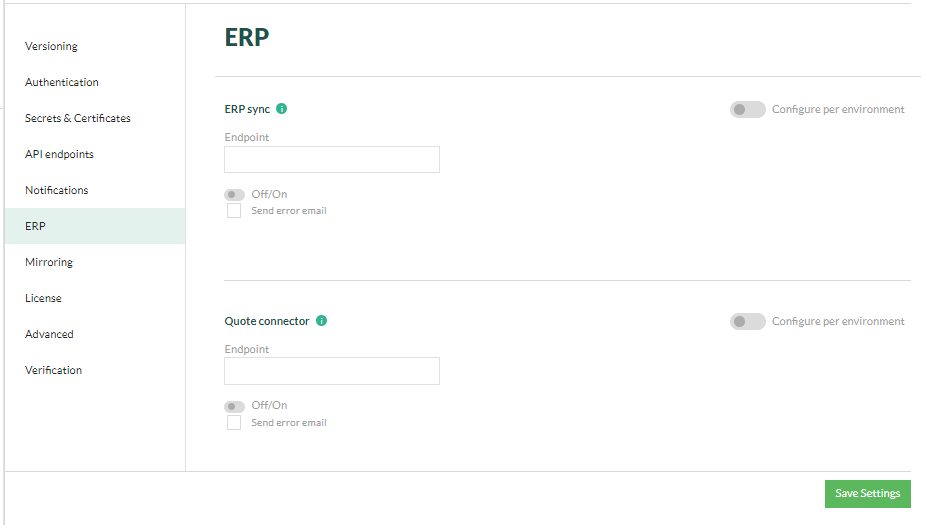 Versioning
Authentication
Secrets & Certificates
API endpoints
Notifications
ERP
Mirroring
License
Advanced
Verification
ERP
ERP sync i
Configure per environment
Endpoint
Off/On
Send error email
Quote connector i
Configure per environment
Endpoint
Off/On
Send error email
Save Settings